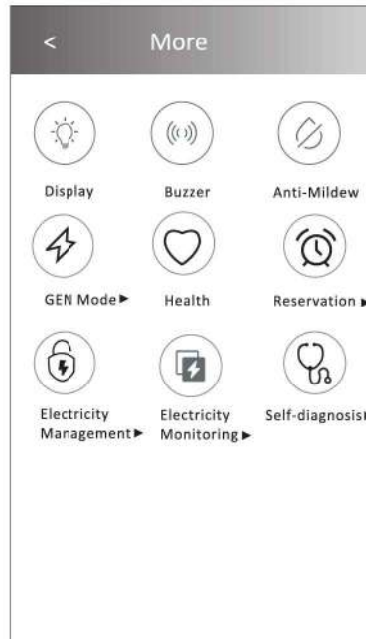 < More
Display Buzzer Anti-Mildew
GEN Mode▶ Health Reservation ▶
Electricity Electricity Self-diagnosis▶
Management▶ Monitoring ▶